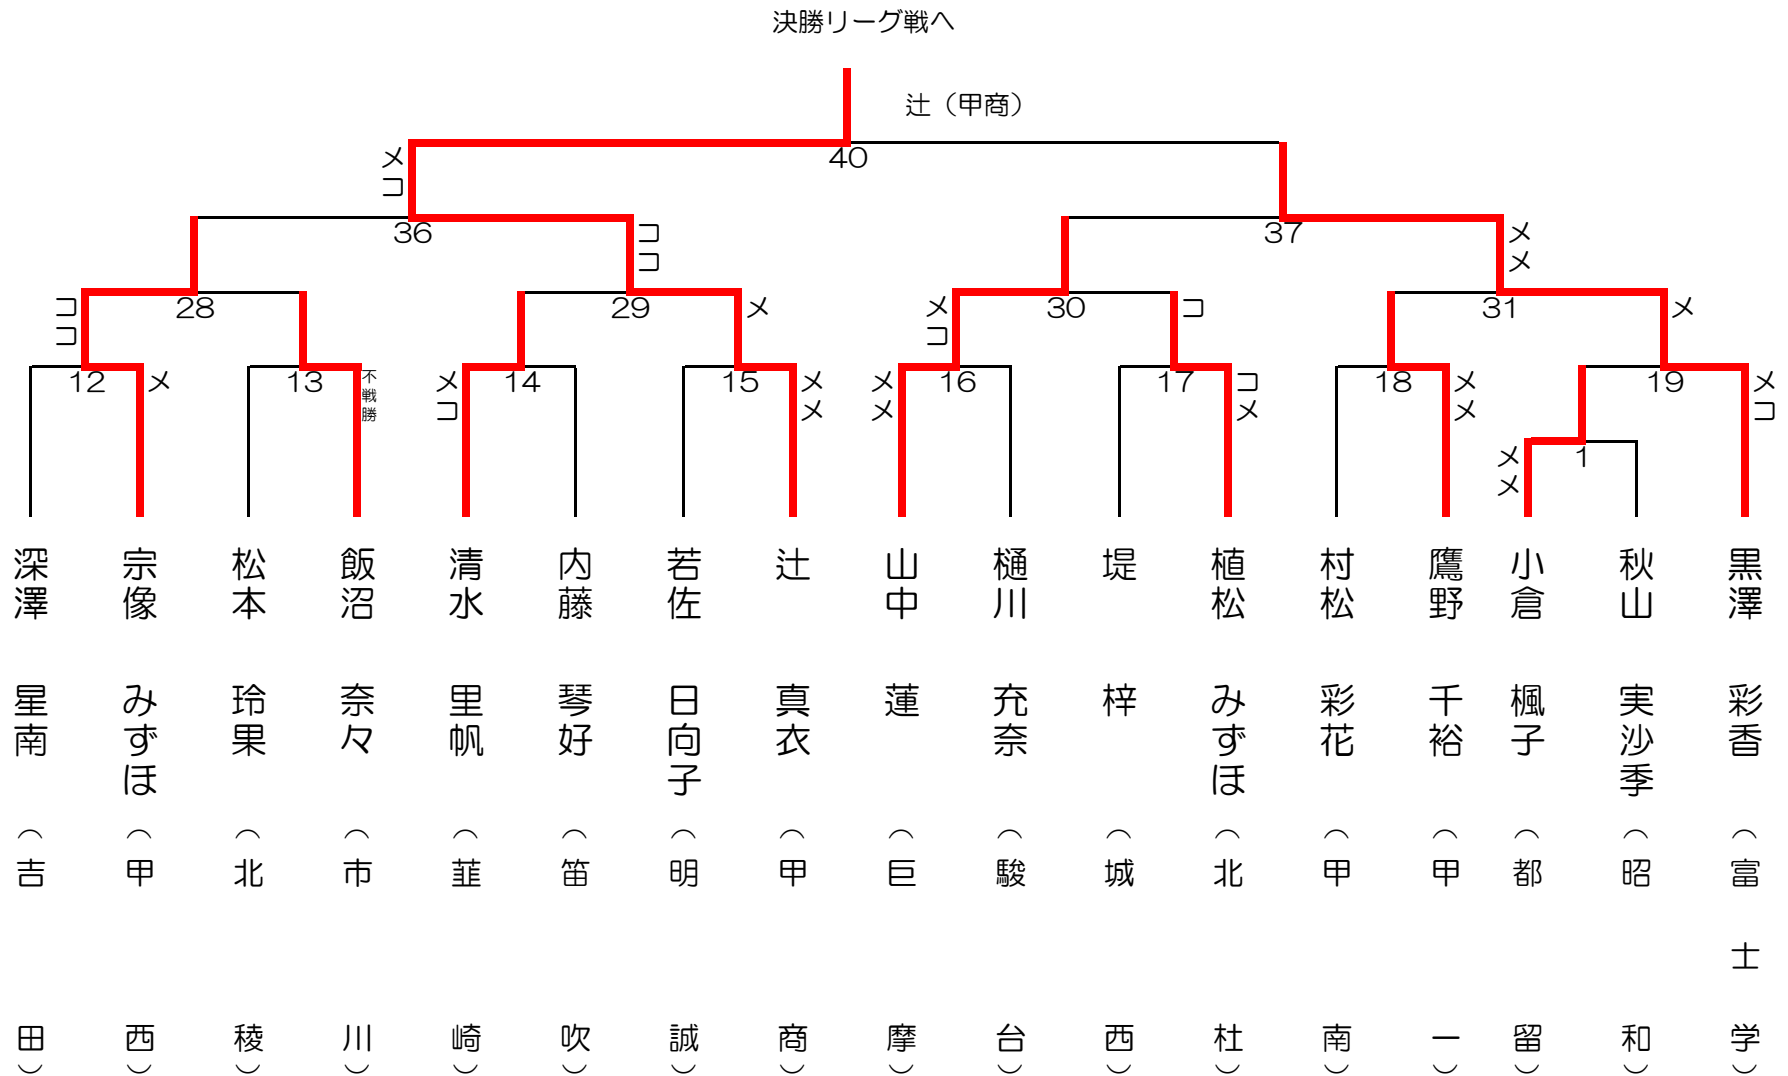 決勝リーグ戦へ
辻（甲商）
40
メコ
36
37
ココ
メメ
28
29
30
31
ココ
メ
メコ
コ
メ
12
13
14
15
16
17
18
19
メ
不戦勝
メコ
メメ
メメ
コメ
メメ
メコ
1
メメ
深澤 星南（吉田）
宗像 みずほ（甲西）
松本 玲果（北稜）
飯沼 奈々（市川）
清水 里帆（韮崎）
内藤 琴好（笛吹）
若佐 日向子（明誠）
辻 真衣（甲商）
山中 蓮（巨摩）
樋川 充奈（駿台）
堤 梓（城西）
植松 みずほ（北杜）
村松 彩花（甲南）
鷹野 千裕（甲一）
小倉 楓子（都留）
秋山 実沙季（昭和）
黒澤 彩香（富士学）